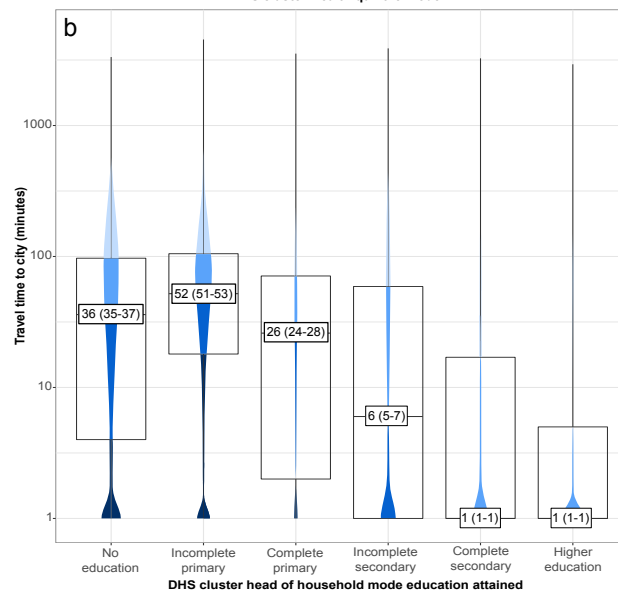 b
Travel time to city (minutes)
1000
100
10
1
36 (35-37)
52 (51-53)
26 (24-28)
6 (5-7)
1 (1-1)
1 (1-1)
No education
Incomplete primary
Complete primary
Incomplete secondary
Complete secondary
Higher education
DHS cluster head of household mode education attained